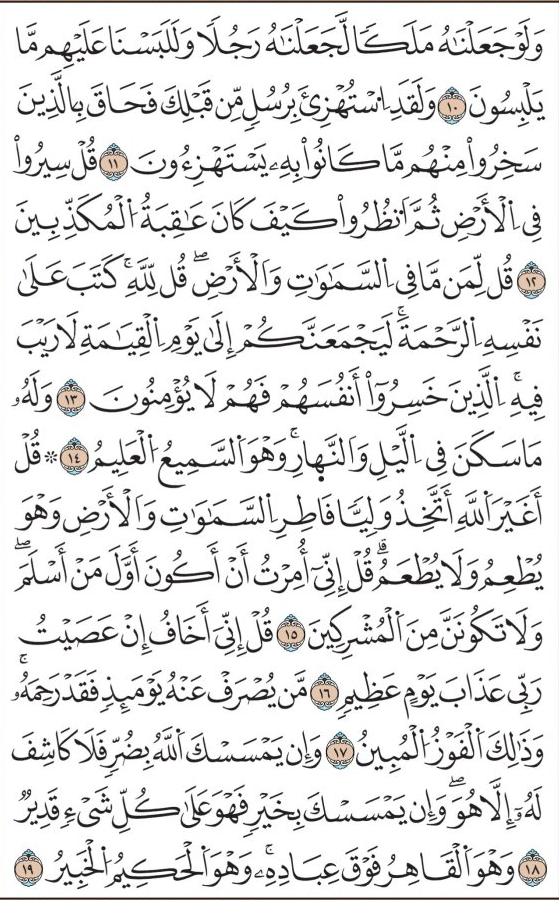 وَلَوْ جَعَلْنَٰهُ مَلَكًا لَّجَعَلْنَٰهُ رَجُلًا وَلَلَبَسْنَا عَلَيْهِم مَّا
يَلْبِسُونَ ١٠ وَلَقَدِ ٱسْتُهْزِئَ بِرُسُلٍ مِّن قَبْلِكَ فَحَاقَ بِالَّذِينَ
سَخِرُوا۟ مِنْهُم مَّا كَانُوا۟ بِهِۦ يَسْتَهْزِءُونَ ١١ قُلْ سِيرُوا۟
فِى ٱلْأَرْضِ ثُمَّ ٱنظُرُوا۟ كَيْفَ كَانَ عَٰقِبَةُ ٱلْمُكَذِّبِينَ
١٢ قُل لِّمَن مَّا فِى ٱلسَّمَٰوَٰتِ وَٱلْأَرْضِۖ قُل لِّلَّهِۚ كَتَبَ عَلَىٰ
نَفْسِهِ ٱلرَّحْمَةَۚ لَيَجْمَعَنَّكُمْ إِلَىٰ يَوْمِ ٱلْقِيَٰمَةِ لَا رَيْبَ
فِيهِۚ ٱلَّذِينَ خَسِرُوٓا۟ أَنفُسَهُمْ فَهُمْ لَا يُؤْمِنُونَ ١٣ وَلَهُۥ
مَا سَكَنَ فِى ٱلَّيْلِ وَٱلنَّهارِۚ وَهْوَ ٱلسَّمِيعُ ٱلْعَلِيمُ ١٤ ۞ قُلْ
أَغَيْرَ ٱللَّهِ أَتَّخِذُ وَلِيًّا فَاطِرِ ٱلسَّمَٰوَٰتِ وَٱلْأَرْضِ وَهْوَ
يُطْعِمُ وَلَا يُطْعَمُۗ قُلْ إِنِّىٓ أُمِرْتُ أَنْ أَكُونَ أَوَّلَ مَنْ أَسْلَمَۖ
وَلَا تَكُونَنَّ مِنَ ٱلْمُشْرِكِينَ ١٥ قُلْ إِنِّىَ أَخَافُ إِنْ عَصَيْتُ
رَبِّى عَذَابَ يَوْمٍ عَظِيمٍ ١٦ مَّن يُصْرَفْ عَنْهُ يَوْمَئِذٍ فَقَدْ رَحِمَهُۥۚ
وَذَٰلِكَ ٱلْفَوْزُ ٱلْمُبِينُ ١٧ وَإِن يَمْسَسْكَ ٱللَّهُ بِضُرٍّ فَلَا كَاشِفَ
لَهُۥٓ إِلَّا هُوَۖ وَإِن يَمْسَسْكَ بِخَيْرٍ فَهْوَ عَلَىٰ كُلِّ شَىْءٍ قَدِيرٌ
١٨ وَهْوَ ٱلْقَاهِرُ فَوْقَ عِبَادِهِۦۚ وَهْوَ ٱلْحَكِيمُ ٱلْخَبِيرُ ١٩